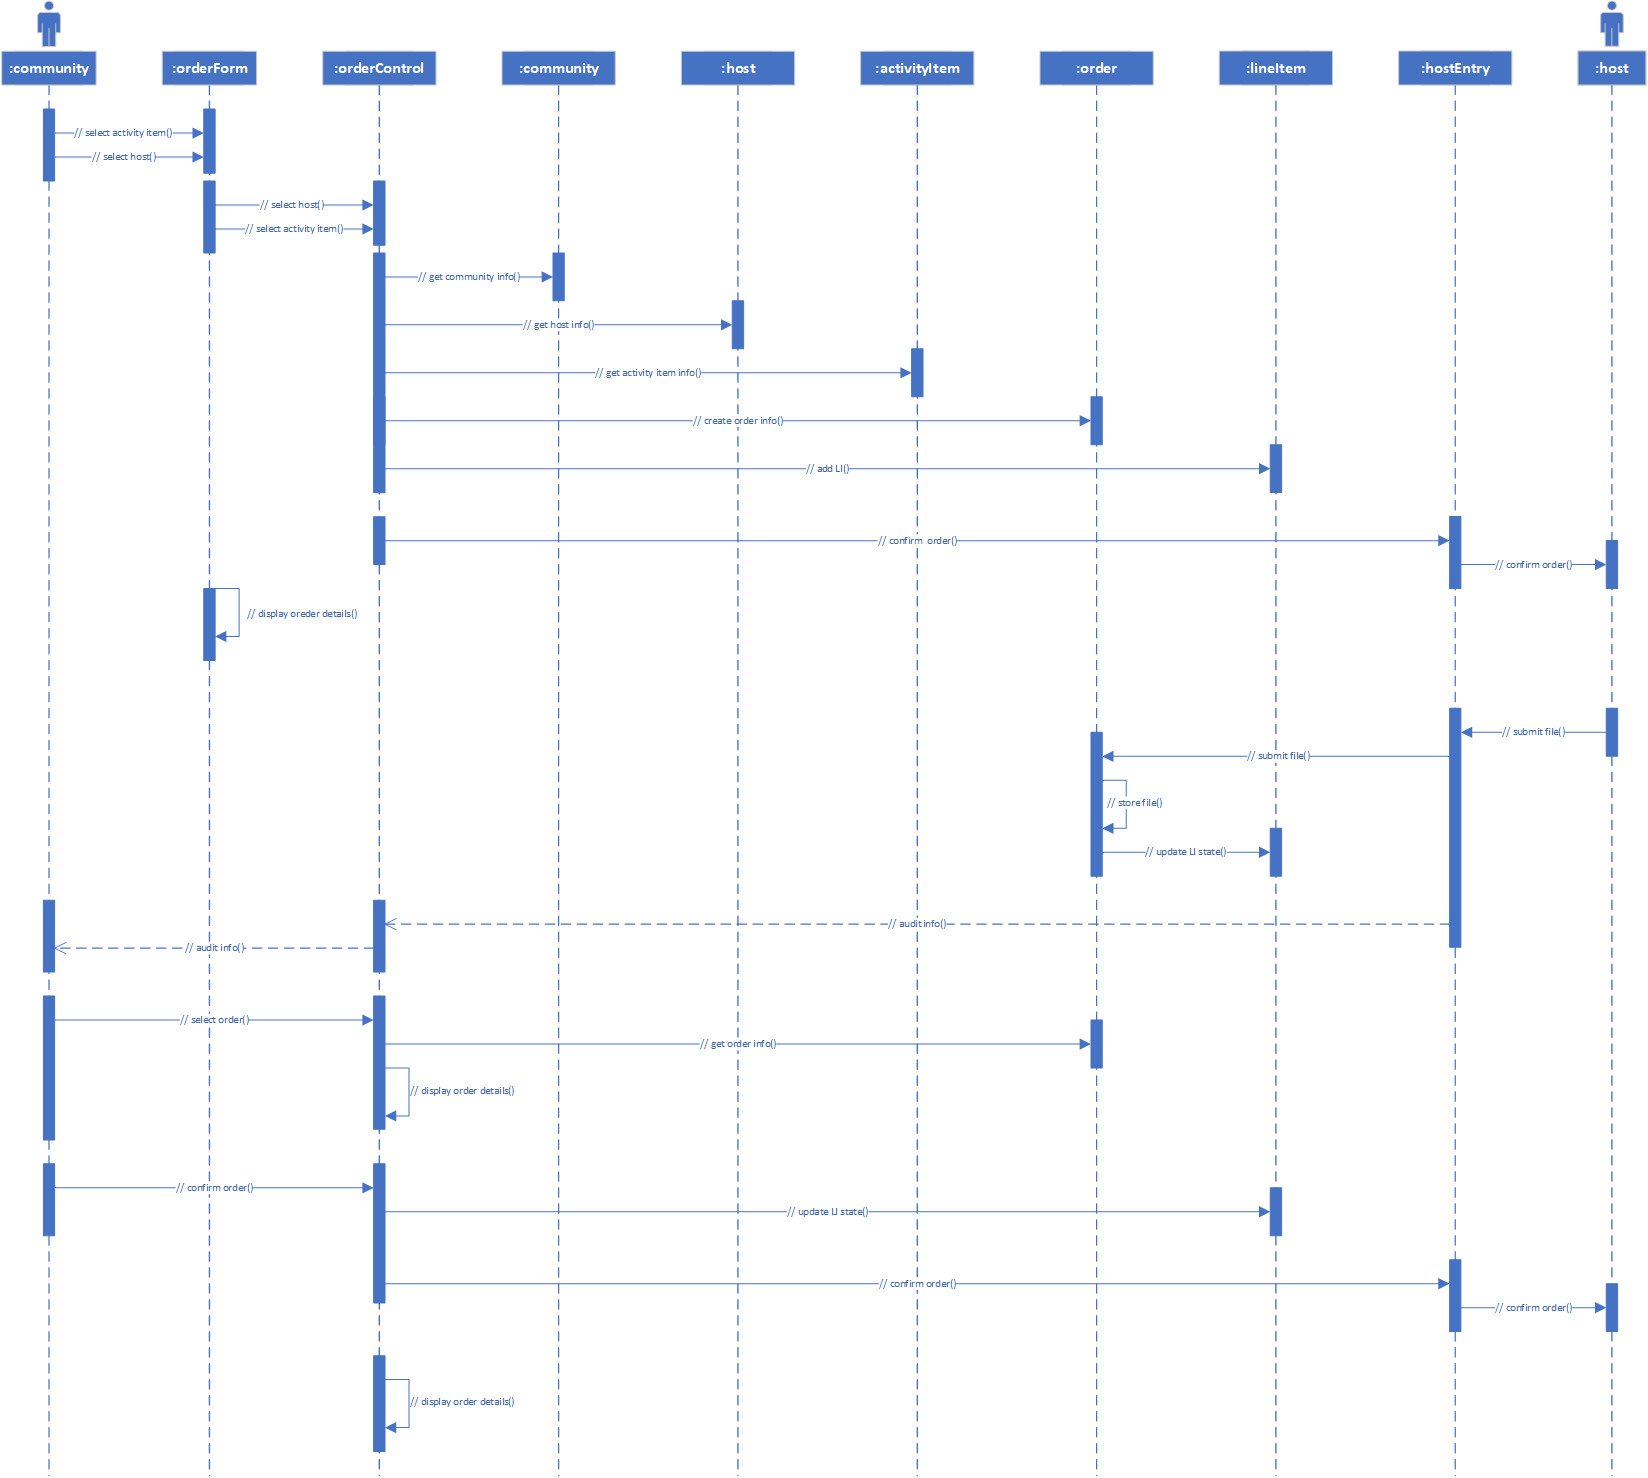 :community
:orderForm
:orderControl
:community
:host
:activityItem
:order
:lineItem
:hostEntry
:host
// select activity item()
// select host()
// select host()
// select activity item()
// get community info()
// get host info()
// get activity item info()
// create order info()
// add LI()
// confirm  order()
// confirm order()
// display oreder details()
// submit file()
// submit file()
// store file()
// update LI state()
// audit info()
// audit info()
// select order()
// get order info()
// display order details()
// confirm order()
// update LI state()
// confirm order()
// confirm order()
// display order details()